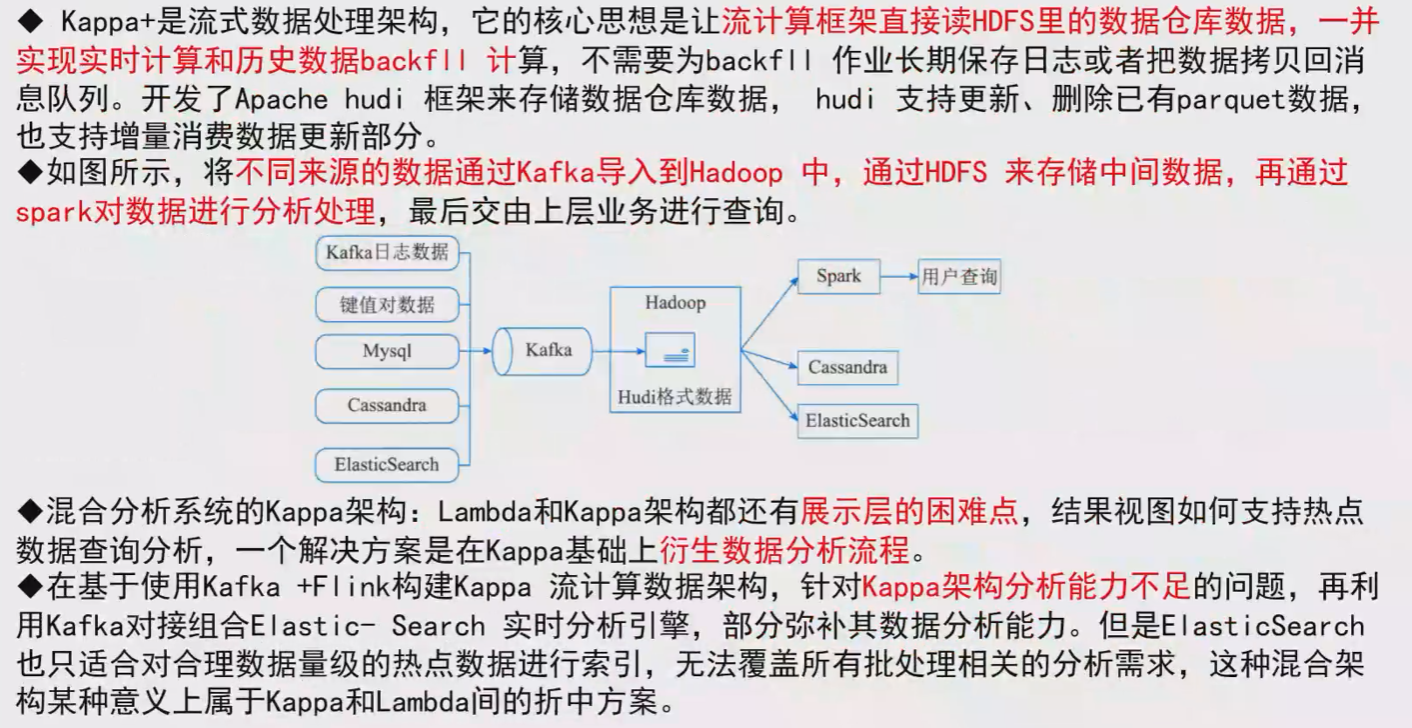 ◆ Kappa+是流式数据处理架构，它的核心思想是让流计算框架直接读HDFS里的数据仓库数据，一并
实现实时计算和历史数据backfll 计算，不需要为backfll 作业长期保存日志或者把数据拷贝回消
息队列。开发了Apache hudi 框架来存储数据仓库数据， hudi 支持更新、删除已有parquet数据，
也支持增量消费数据更新部分。
◆如图所示，将不同来源的数据通过Kafka导入到Hadoop 中，通过HDFS 来存储中间数据，再通过
spark对数据进行分析处理，最后交由上层业务进行查询。
Kafka日志数据
键值对数据
Mysql
Cassandra
ElasticSearch
Kafka
Hadoop
Hudi格式数据
Spark
用户查询
Cassandra
ElasticSearch
◆混合分析系统的Kappa架构：Lambda和Kappa架构都还有展示层的困难点，结果视图如何支持热点
数据查询分析，一个解决方案是在Kappa基础上衍生数据分析流程。
◆在基于使用Kafka +Flink构建Kappa 流计算数据架构，针对Kappa架构分析能力不足的问题，再利
用Kafka对接组合Elastic- Search 实时分析引擎，部分弥补其数据分析能力。但是ElasticSearch
也只适合对合理数据量级的热点数据进行索引，无法覆盖所有批处理相关的分析需求，这种混合架
构某种意义上属于Kappa和Lambda间的折中方案。